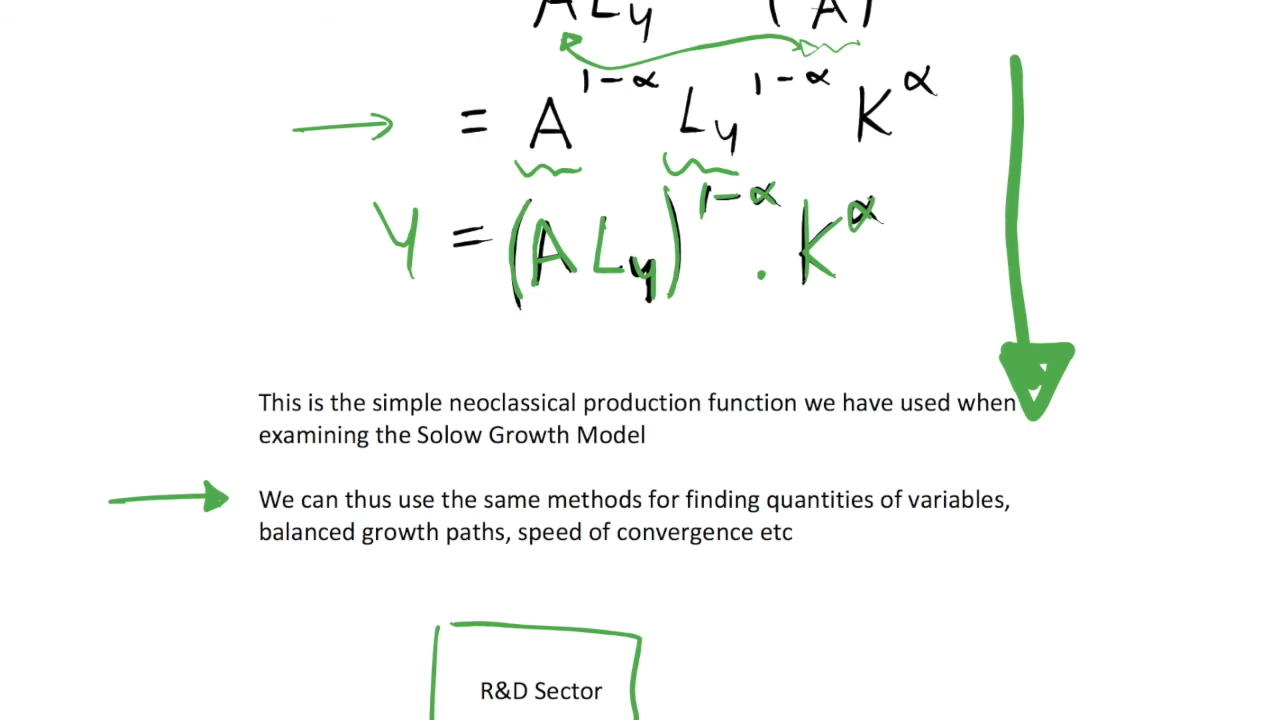 A L_y (A)
= A^{1-α} L_y^{1-α} K^α
Y = (A L_y)^{1-α} . K^α
This is the simple neoclassical production function we have used when
examining the Solow Growth Model
We can thus use the same methods for finding quantities of variables,
balanced growth paths, speed of convergence etc
R&D Sector